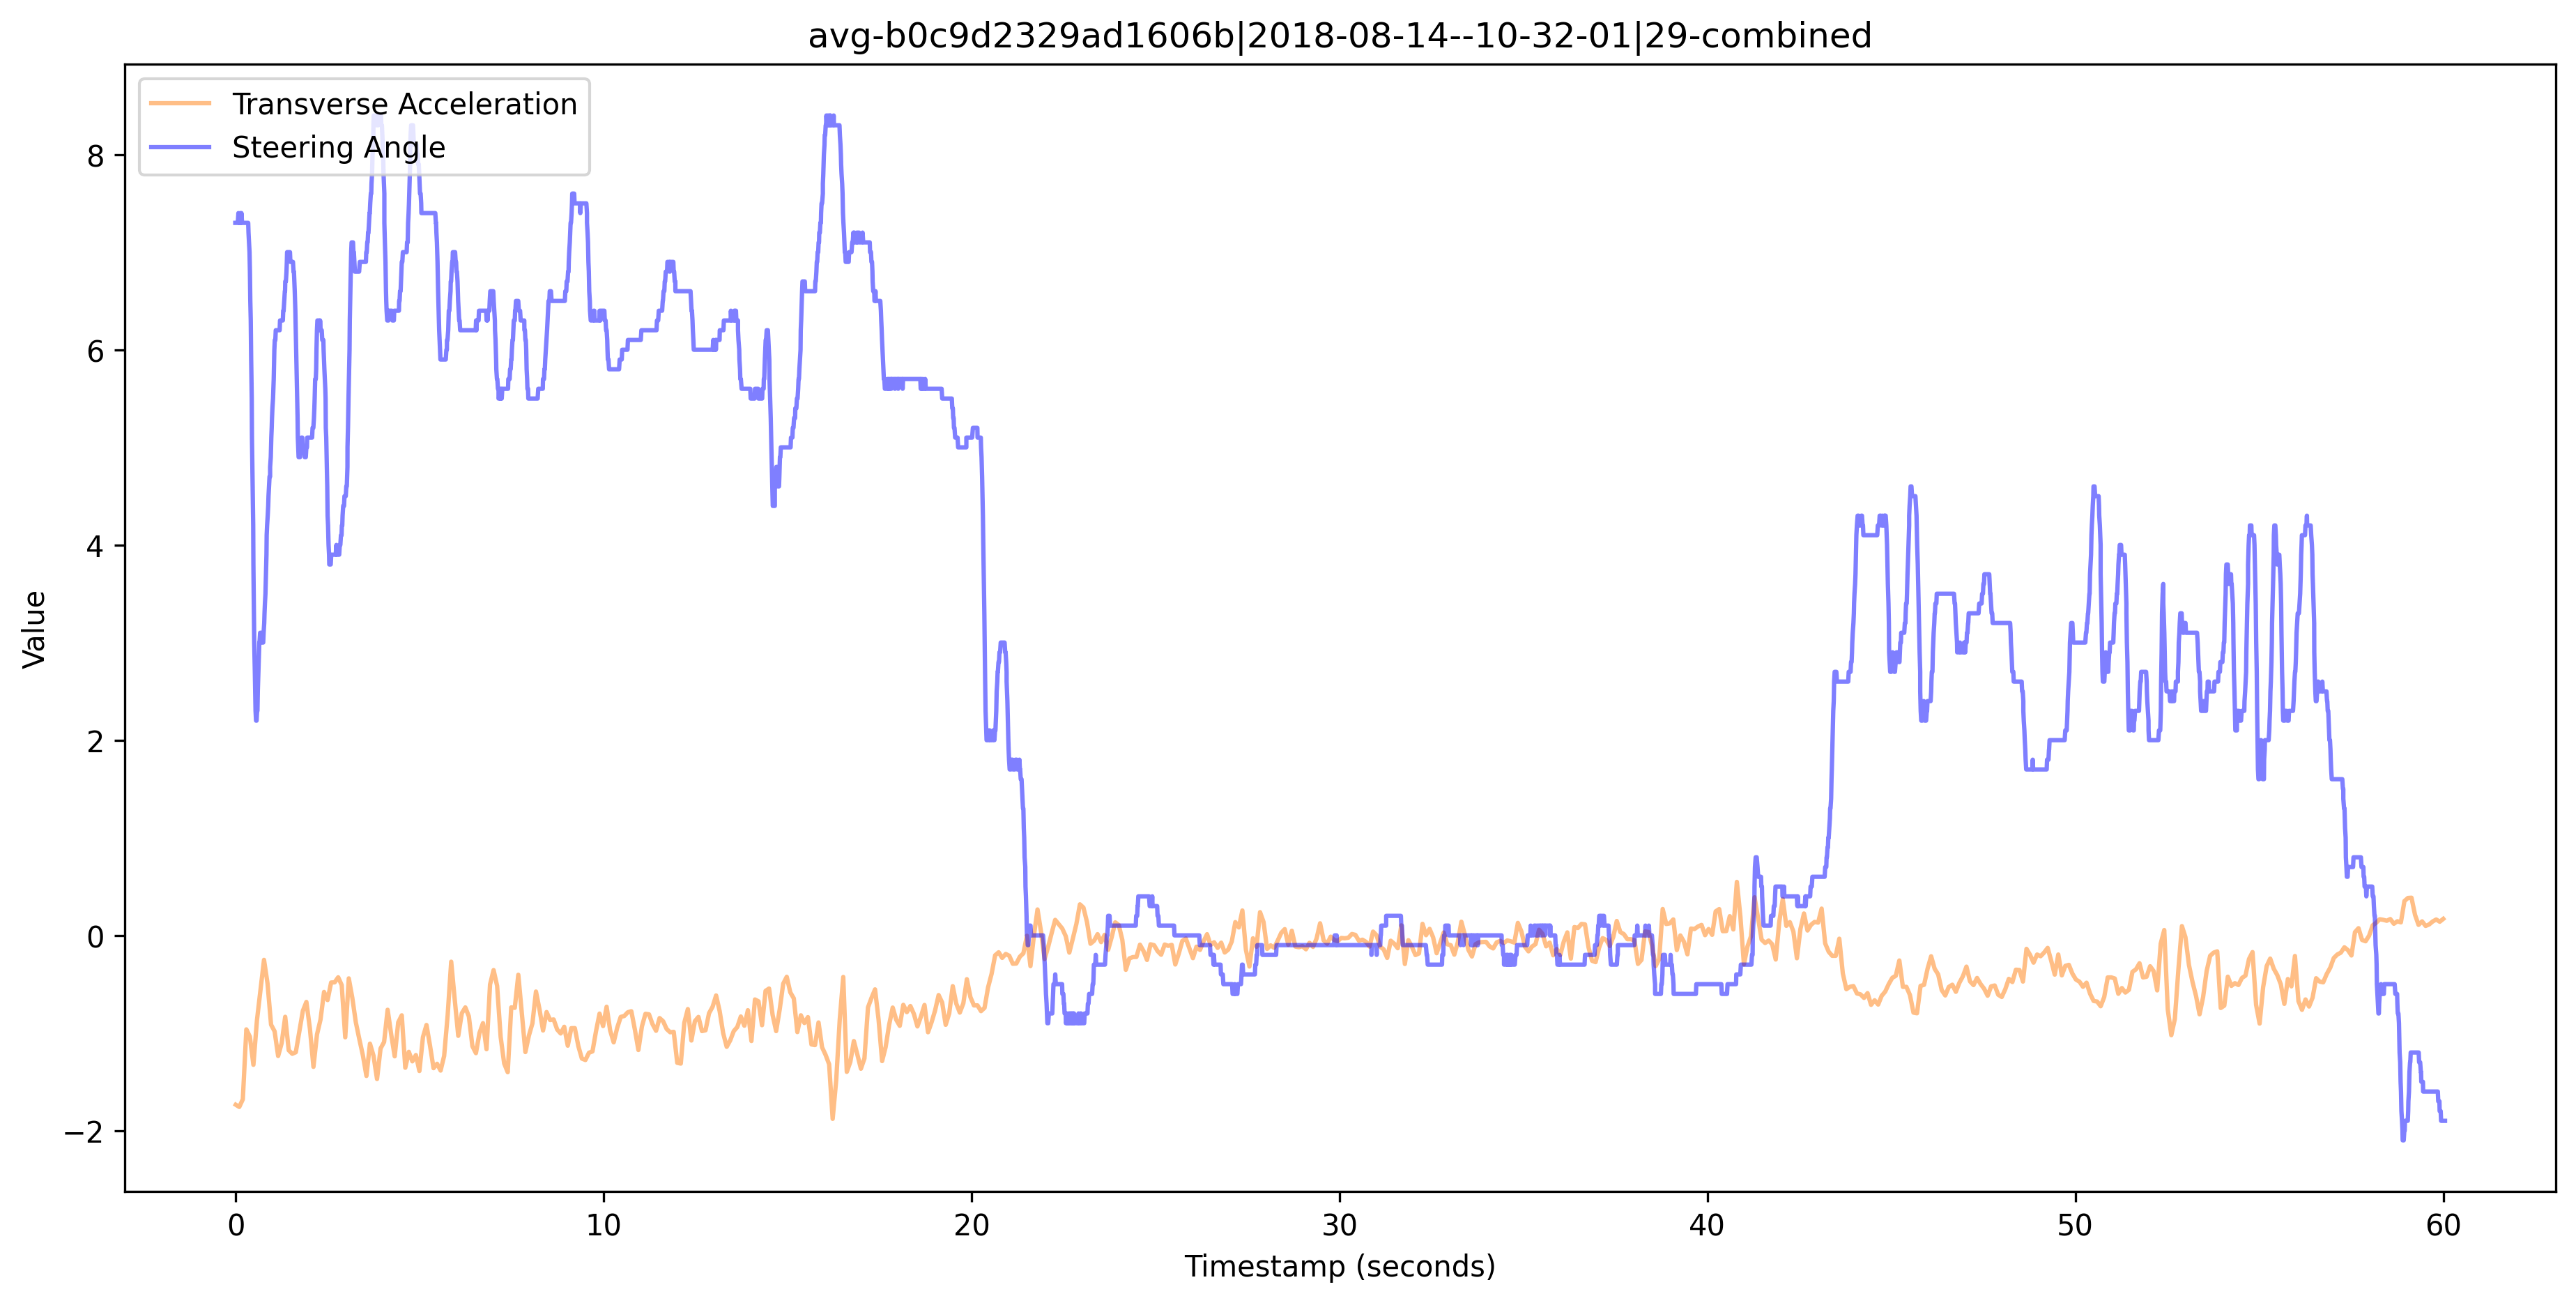 avg-b0c9d2329ad1606b|2018-08-14--10-32-01|29-combined
Transverse Acceleration
Steering Angle
8
6
4
2
0
−2
Value
0 10 20 30 40 50 60
Timestamp (seconds)